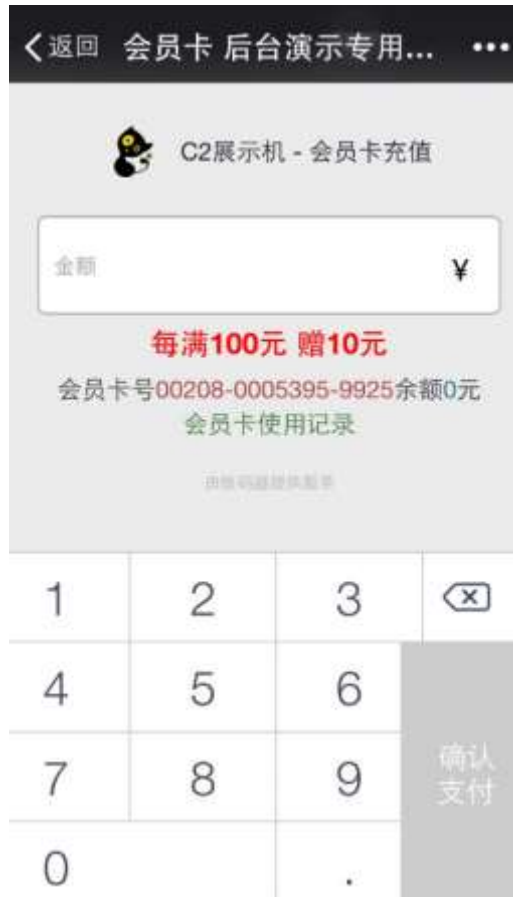 返回 会员卡 后台演示专用... •••
C2展示机 - 会员卡充值
金额 ¥
每满100元 赠10元
会员卡号00208-0005395-9925余额0元
会员卡使用记录
1 2 3
4 5 6
7 8 9
确认
支付
0 .